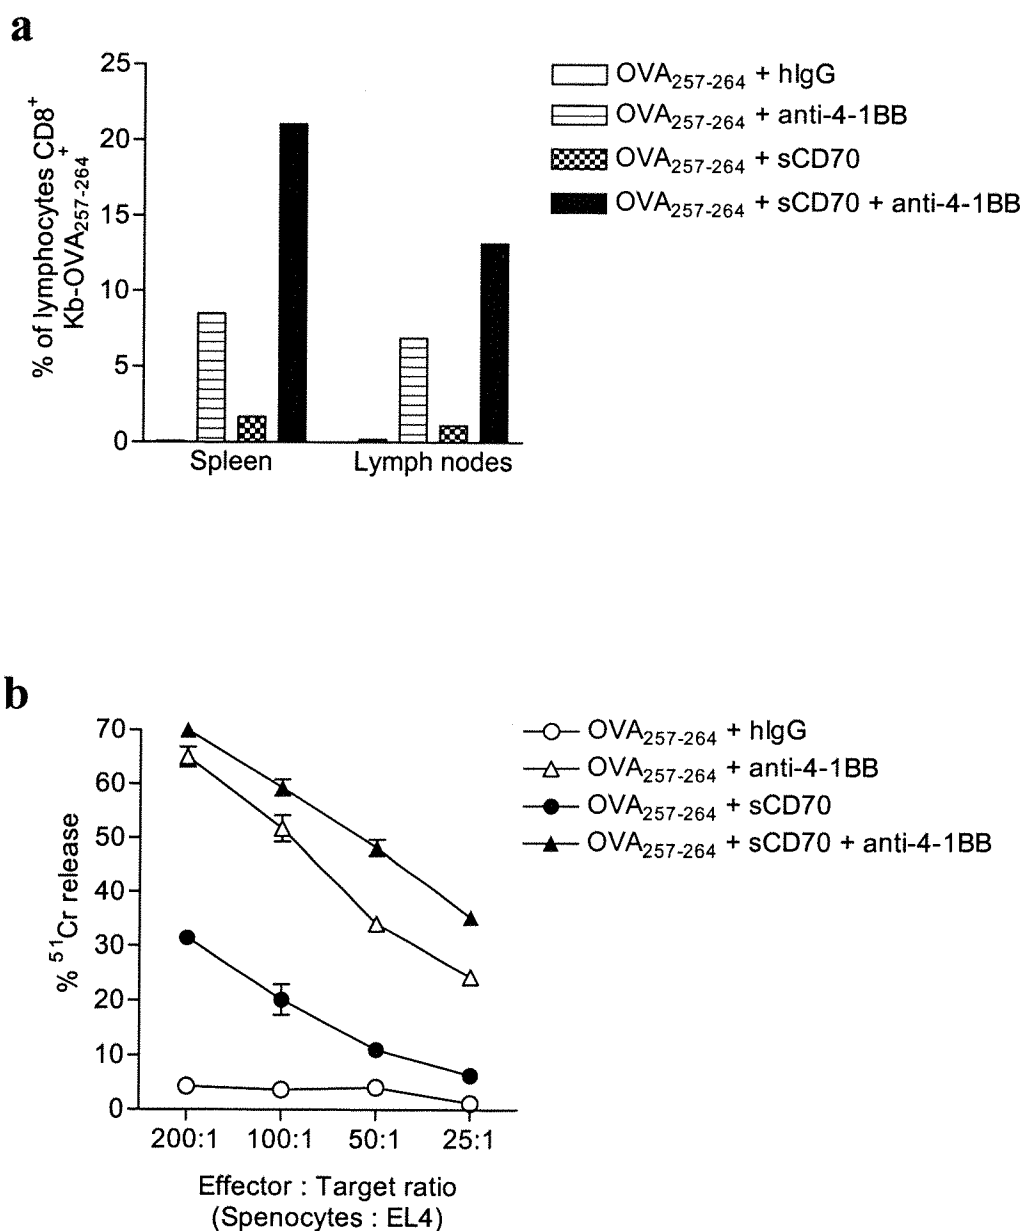 a
% of lymphocytes CD8+
Kb-OVA257-264+
25
20
15
10
5
0
Spleen
Lymph nodes
OVA257-264 + hIgG
OVA257-264 + anti-4-1BB
OVA257-264 + sCD70
OVA257-264 + sCD70 + anti-4-1BB
b
% 51Cr release
70
60
50
40
30
20
10
0
200:1
100:1
50:1
25:1
Effector : Target ratio
(Spenocytes : EL4)
OVA257-264 + hIgG
OVA257-264 + anti-4-1BB
OVA257-264 + sCD70
OVA257-264 + sCD70 + anti-4-1BB